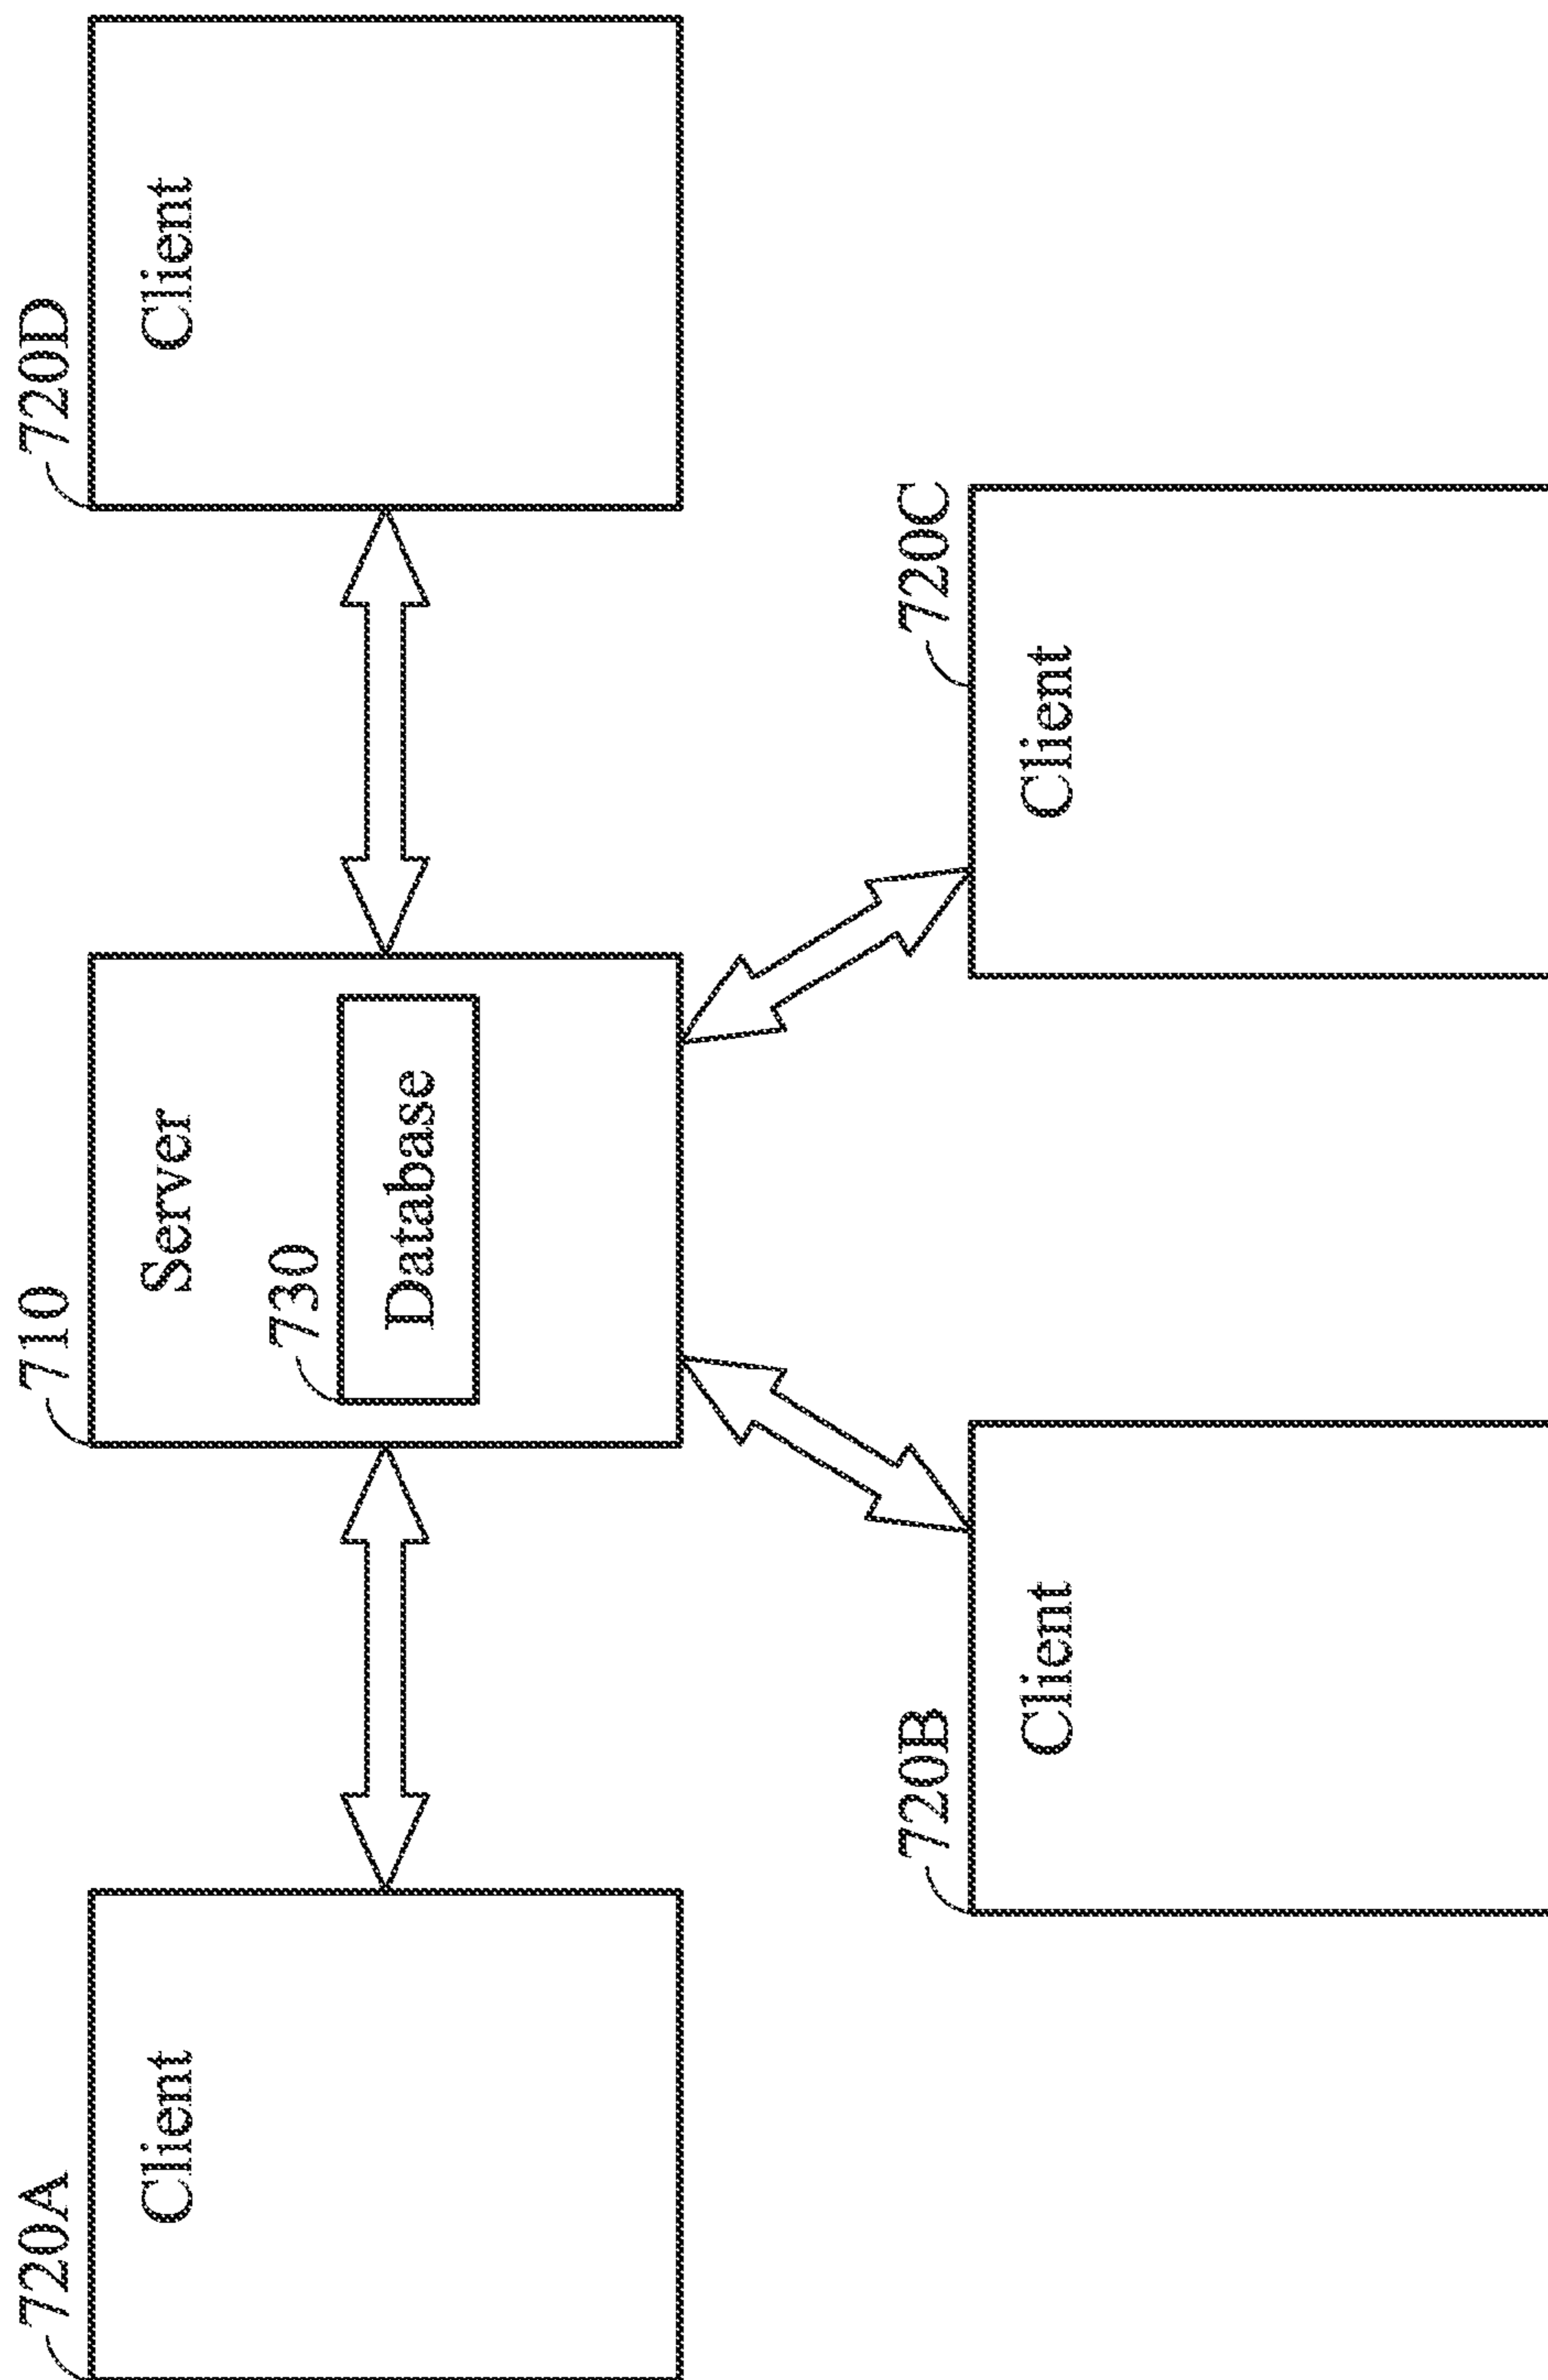 720A
Client
710
Server
730
Database
720D
Client
720B
Client
720C
Client